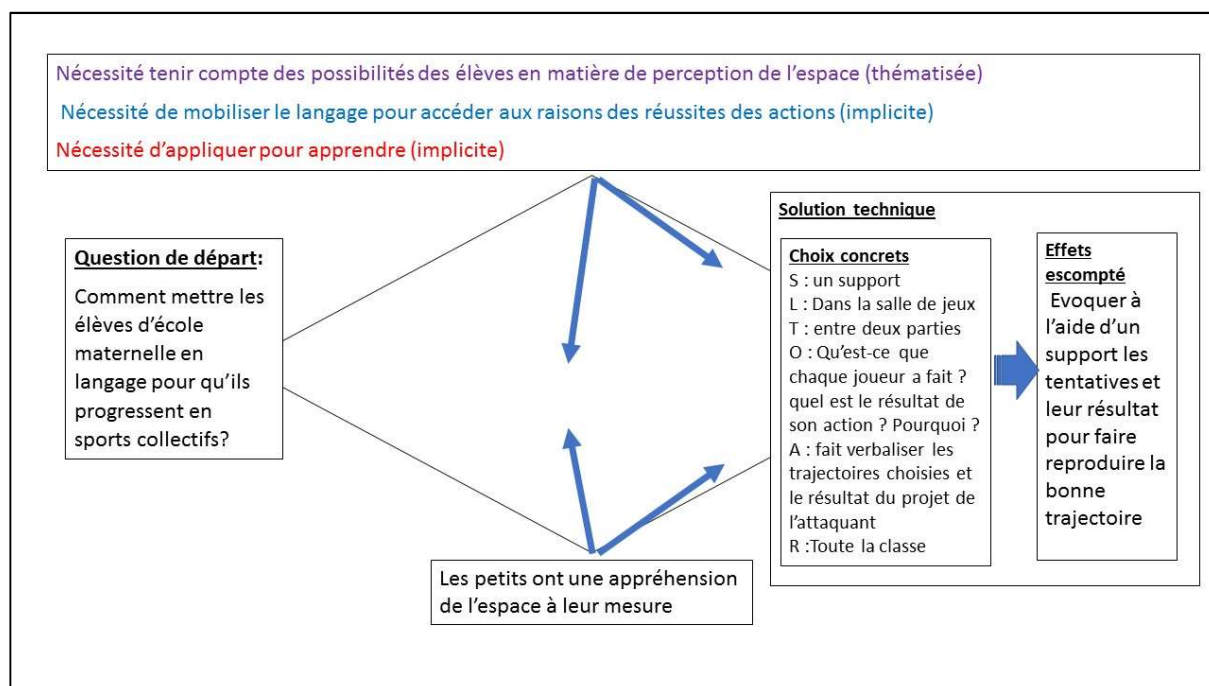 Nécessité tenir compte des possibilités des élèves en matière de perception de l’espace (thématisée)
Nécessité de mobiliser le langage pour accéder aux raisons des réussites des actions (implicite)
Nécessité d’appliquer pour apprendre (implicite)
Question de départ:
Comment mettre les
élèves d’école
maternelle en
langage pour qu’ils
progressent en
sports collectifs?
Solution technique
Choix concrets
S : un support
L : Dans la salle de jeux
T : entre deux parties
O : Qu’est-ce que
chaque joueur a fait ?
quel est le résultat de
son action ? Pourquoi ?
A : fait verbaliser les
trajectoires choisies et
le résultat du projet de
l’attaquant
R :Toute la classe
Effets
escompté
Evoquer à
l’aide d’un
support les
tentatives et
leur résultat
pour faire
reproduire la
bonne
trajectoire
Les petits ont une appréhension
de l’espace à leur mesure